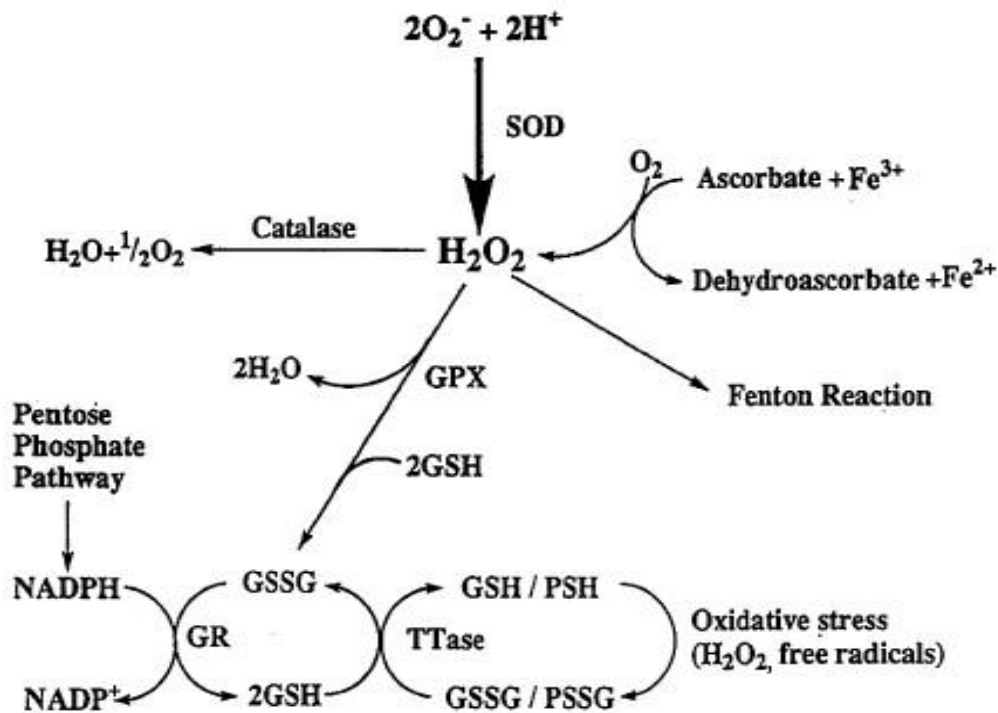 2O₂⁻ + 2H⁺
SOD
O₂
Ascorbate + Fe³⁺
H₂O+¹/₂O₂
Catalase
H₂O₂
Dehydroascorbate +Fe²⁺
2H₂O
GPX
Fenton Reaction
Pentose
Phosphate
Pathway
2GSH
NADPH
GSSG
GSH / PSH
GR
TTase
Oxidative stress
(H₂O₂, free radicals)
NADP⁺
2GSH
GSSG / PSSG